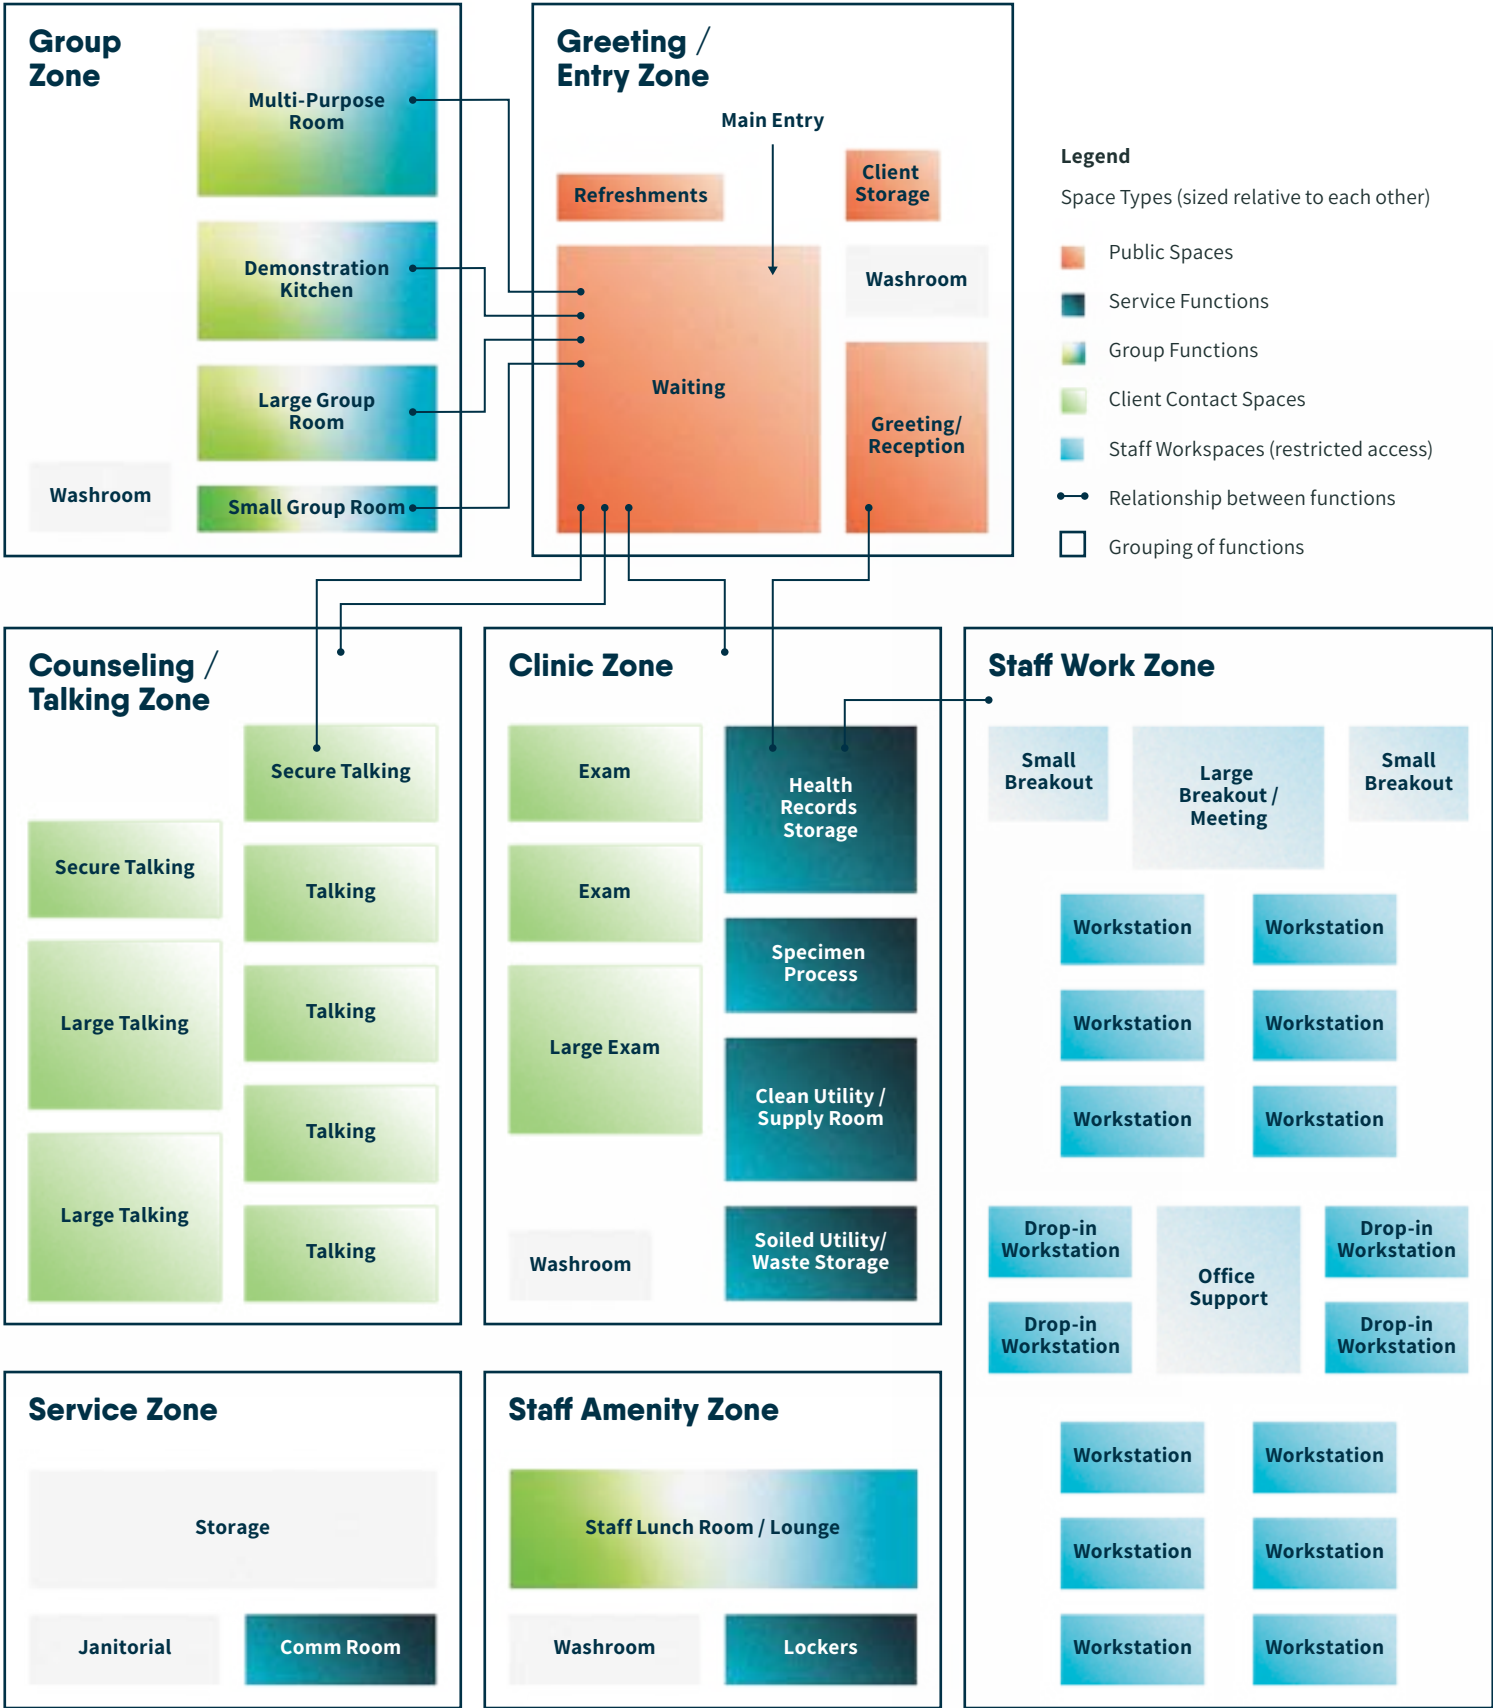 Group
Zone
Multi-Purpose
Room
Demonstration
Kitchen
Large Group
Room
Small Group Room
Washroom
Greeting /
Entry Zone
Main Entry
Refreshments
Client
Storage
Washroom
Waiting
Greeting/
Reception
Legend
Space Types (sized relative to each other)
Public Spaces
Service Functions
Group Functions
Client Contact Spaces
Staff Workspaces (restricted access)
Relationship between functions
Grouping of functions
Counseling /
Talking Zone
Secure Talking
Secure Talking
Talking
Large Talking
Talking
Talking
Large Talking
Talking
Clinic Zone
Exam
Exam
Large Exam
Washroom
Health
Records
Storage
Specimen
Process
Clean Utility /
Supply Room
Soiled Utility/
Waste Storage
Staff Work Zone
Small
Breakout
Large
Breakout /
Meeting
Small
Breakout
Workstation
Workstation
Workstation
Workstation
Workstation
Workstation
Drop-in
Workstation
Office
Support
Drop-in
Workstation
Drop-in
Workstation
Drop-in
Workstation
Workstation
Workstation
Workstation
Workstation
Workstation
Workstation
Service Zone
Storage
Janitorial
Comm Room
Staff Amenity Zone
Staff Lunch Room / Lounge
Washroom
Lockers